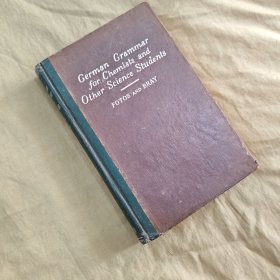 German Grammar
for Chemists and
Other Science Students
FOTOS AND BRAY